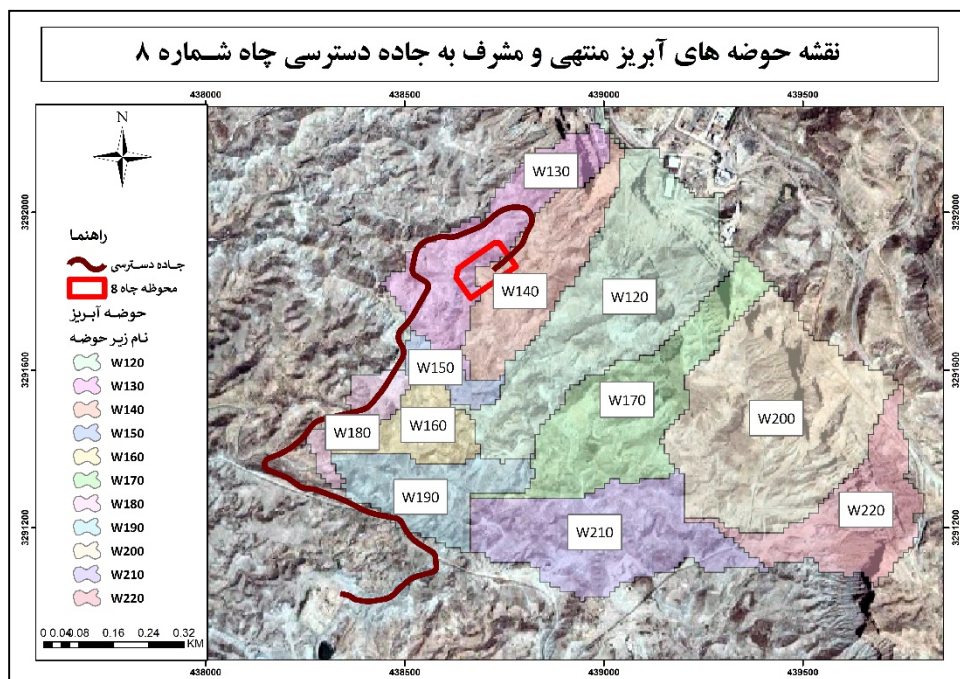 نقشه حوضه های آبریز منتهی و مشرف به جاده دسترسی چاه شماره ۸
438000 438500 439000 439500
N
3292000 3291600 3291200
راهنما
جاده دسترسی
محوطه چاه 8
حوضه آبریز
نام زیر حوضه
W120
W130
W140
W150
W160
W170
W180
W190
W200
W210
W220
0 0.04 0.08 0.16 0.24 0.32
KM
W130
W140
W120
W150
W170
W160
W180
W200
W190
W220
W210
3292000 3291600 3291200
438000 438500 439000 439500